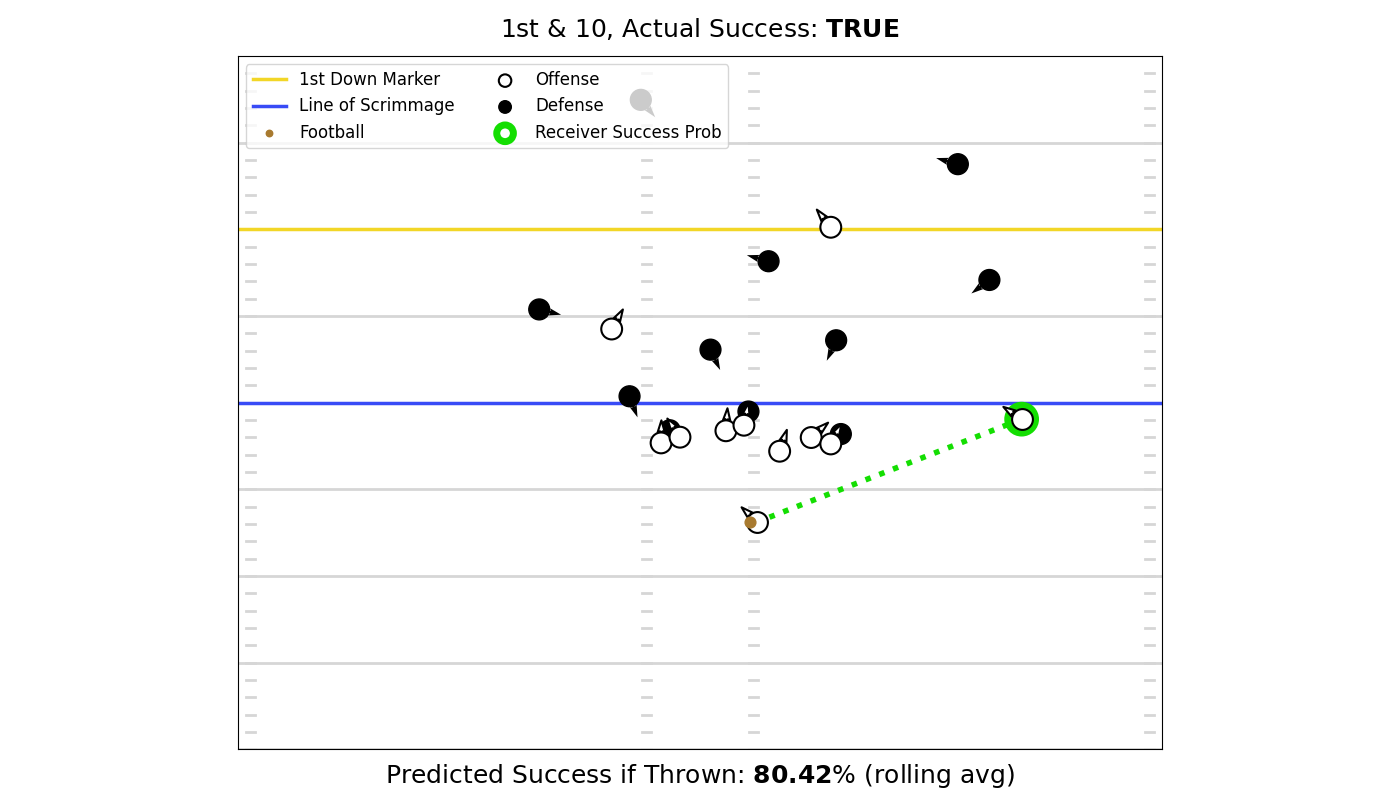 1st & 10, Actual Success: TRUE
1st Down Marker
Line of Scrimmage
Football
Offense
Defense
Receiver Success Prob
Predicted Success if Thrown: 80.42% (rolling avg)